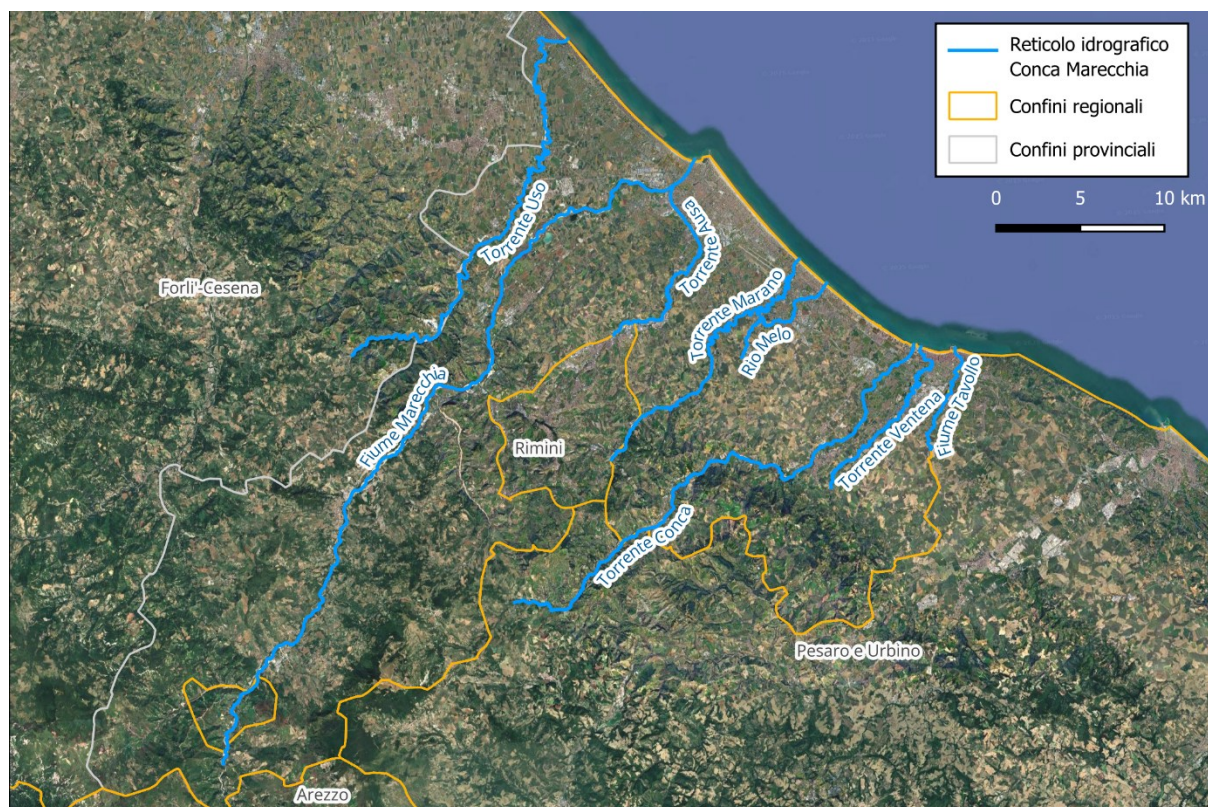 Reticolo idrografico
Conca Marecchia
Confini regionali
Confini provinciali
0 5 10 km
Torrente Uso
Torrente Ausa
Forlì'-Cesena
Torrente Marano
Rio Melo
Fiume Marecchia
Rimini
Torrente Ventena
Fiume Tavollo
Torrente Conca
Pesaro e Urbino
Arezzo